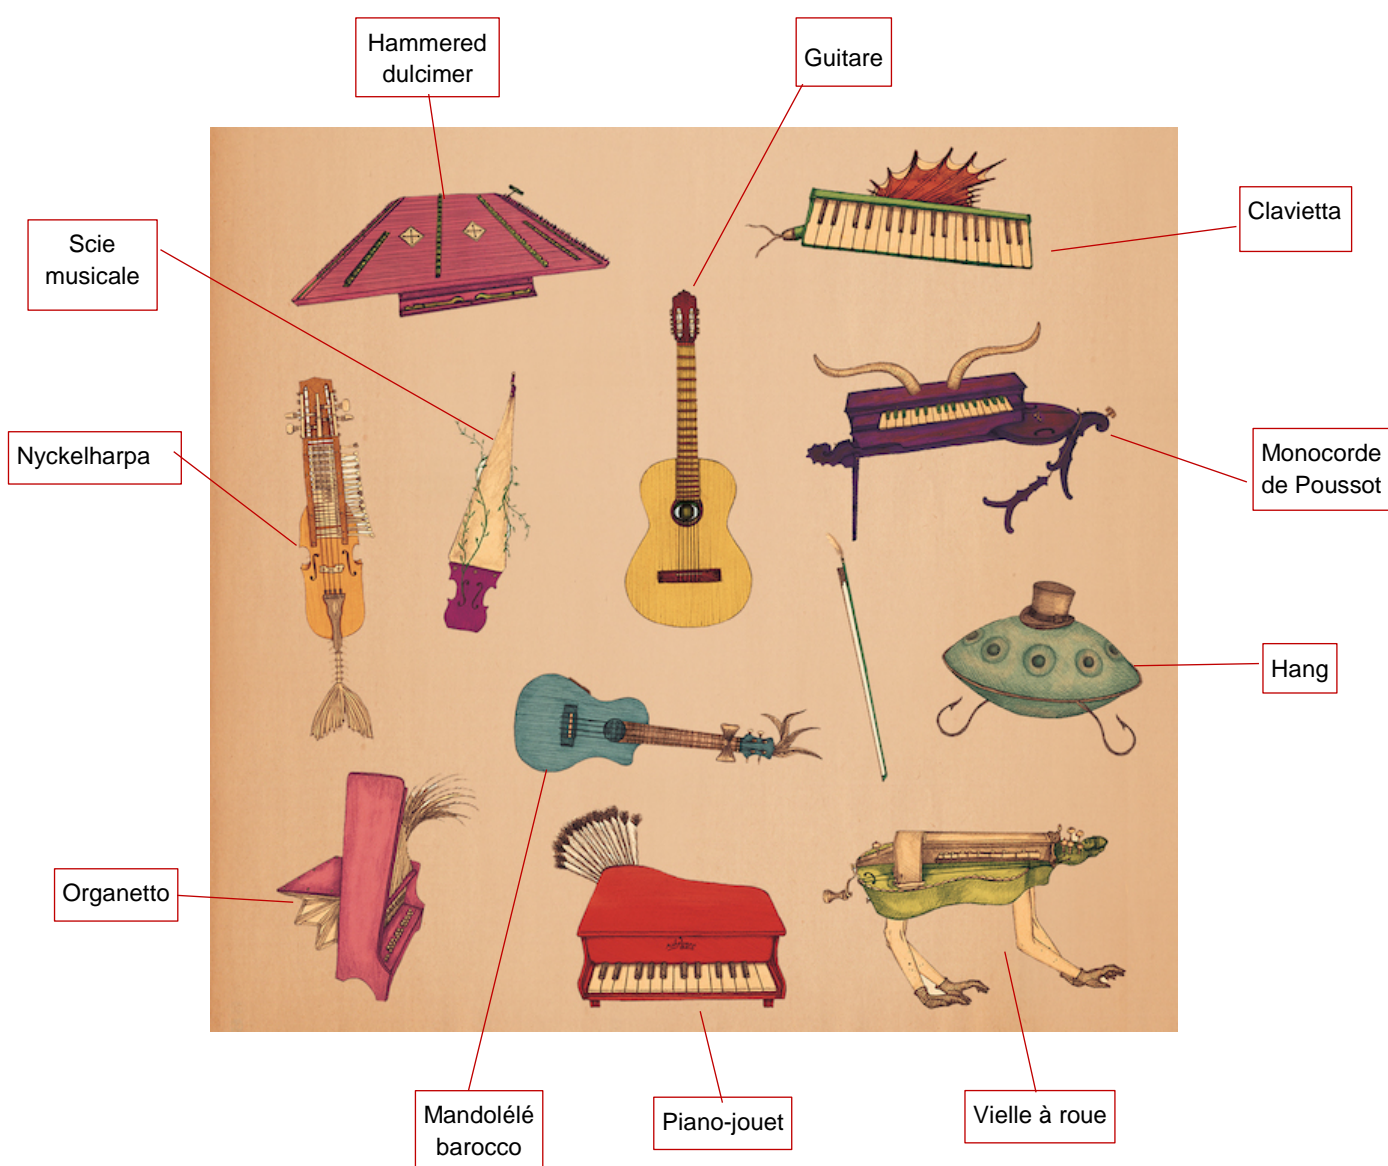 Hammered
dulcimer
Guitare
Clavietta
Scie
musicale
Nyckelharpa
Monocorde
de Poussot
Hang
Organetto
Mandolélé
barocco
Piano-jouet
Vielle à roue